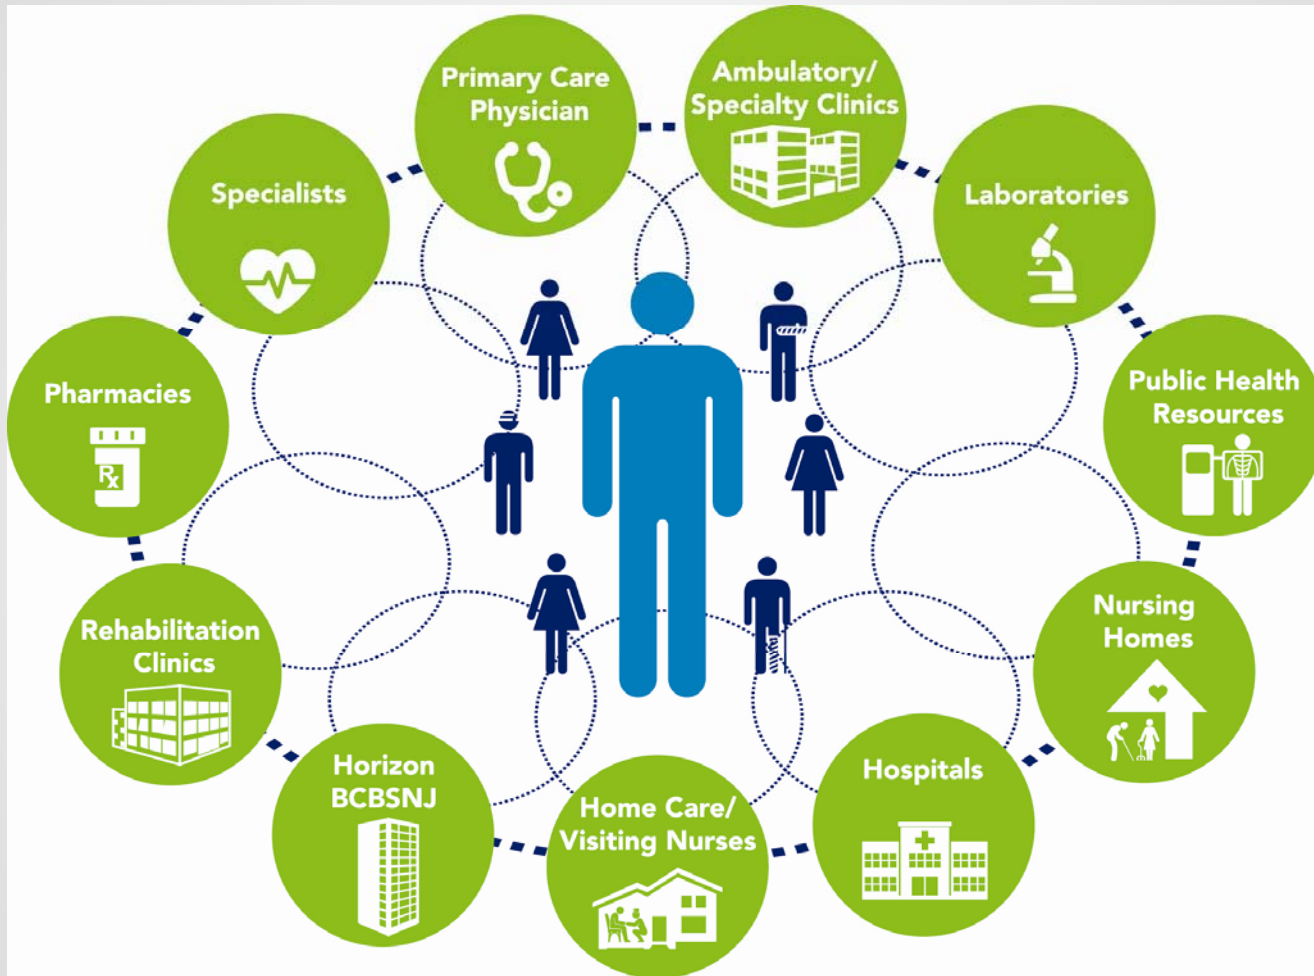 Primary Care
Physician
Ambulatory/
Specialty Clinics
Specialists
Laboratories
Pharmacies
Rx
Public Health
Resources
Rehabilitation
Clinics
Nursing
Homes
Horizon
BCBSNJ
Home Care/
Visiting Nurses
Hospitals